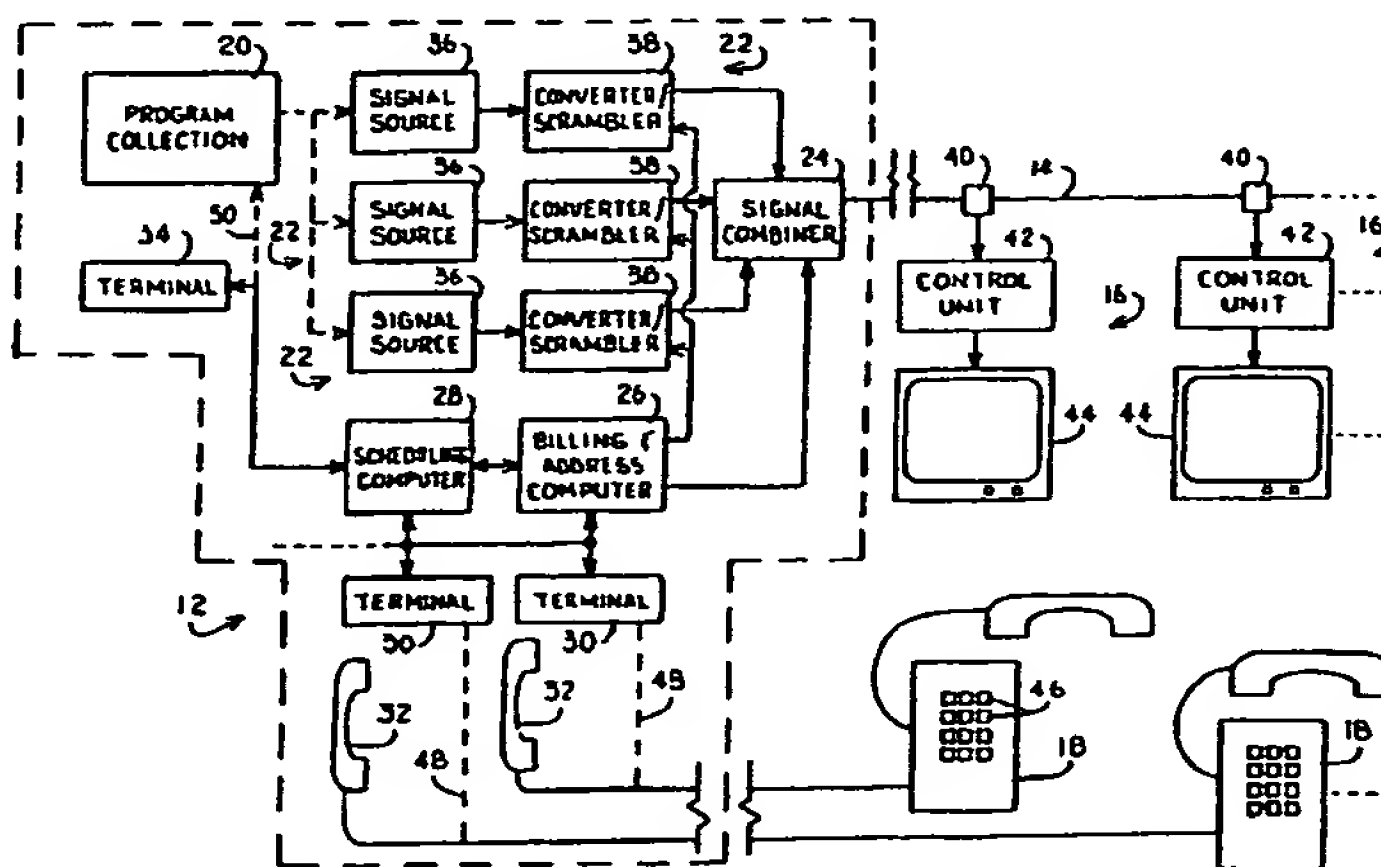 20
36
38
22
PROGRAM
COLLECTION
SIGNAL
SOURCE
CONVERTER/
SCRAMBLER
24
40
14
40
36
38
SIGNAL
SOURCE
CONVERTER/
SCRAMBLER
SIGNAL
COMBINER
16
50
22
34
42
42
TERMINAL
CONTROL
UNIT
16
CONTROL
UNIT
36
38
SIGNAL
SOURCE
CONVERTER/
SCRAMBLER
22
28
26
44
44
SCHEDULING
COMPUTER
BILLING &
ADDRESS
COMPUTER
12
TERMINAL
TERMINAL
30
30
32
32
48
48
46
18
18